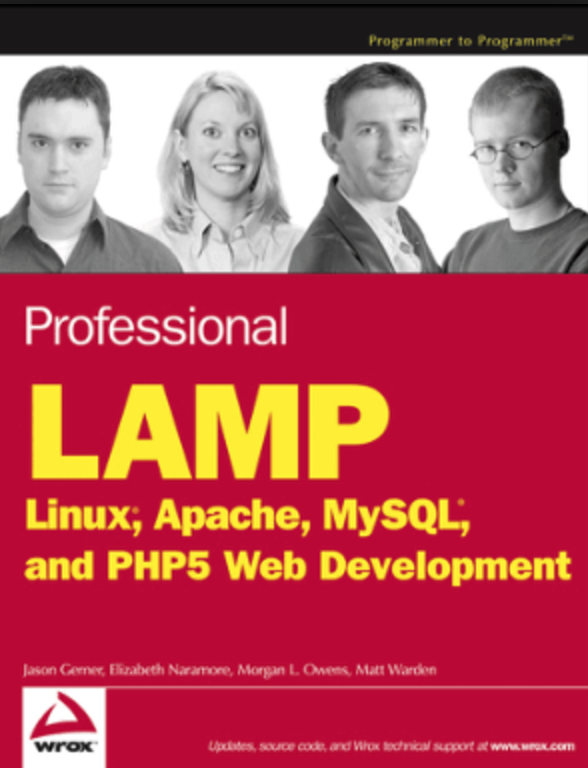 Programmer to Programmer™
Professional
LAMP
Linux®, Apache, MySQL®,
and PHP5 Web Development
Jason Gerner, Elizabeth Naramore, Morgan L. Owens, Matt Warden
wrox™
Updates, source code, and Wrox technical support at www.wrox.com